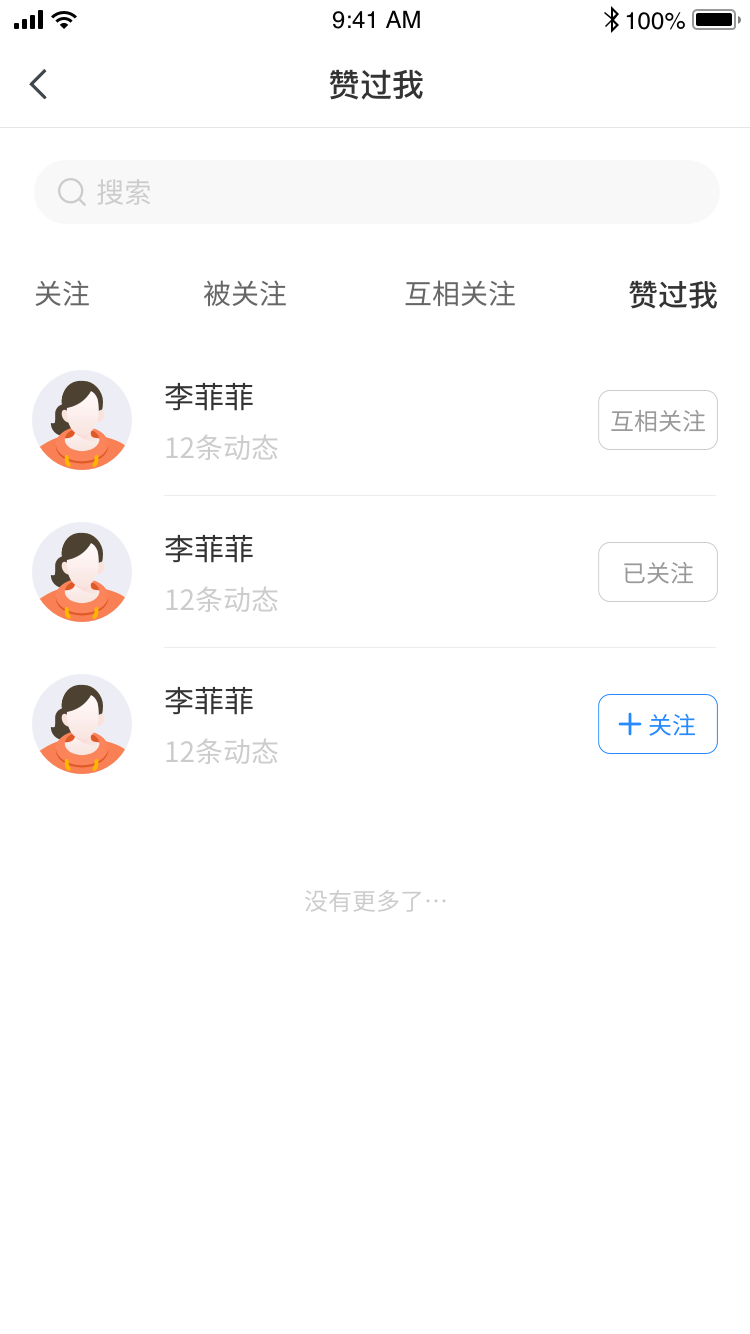 9:41 AM 100%
赞过我
搜索
关注 被关注 互相关注 赞过我
李菲菲
12条动态
互相关注
李菲菲
12条动态
已关注
李菲菲
12条动态
+ 关注
没有更多了…